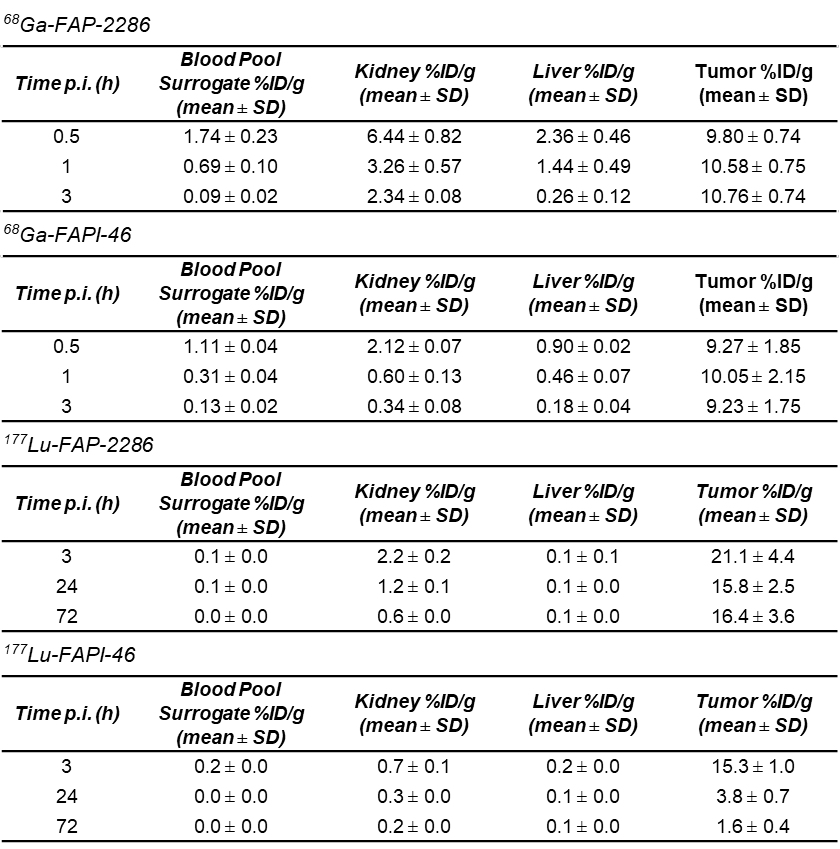 ⁶⁸Ga-FAP-2286
Time p.i. (h) Blood Pool Surrogate %ID/g (mean ± SD) Kidney %ID/g (mean ± SD) Liver %ID/g (mean ± SD) Tumor %ID/g (mean ± SD)
0.5 1.74 ± 0.23 6.44 ± 0.82 2.36 ± 0.46 9.80 ± 0.74
1 0.69 ± 0.10 3.26 ± 0.57 1.44 ± 0.49 10.58 ± 0.75
3 0.09 ± 0.02 2.34 ± 0.08 0.26 ± 0.12 10.76 ± 0.74
⁶⁸Ga-FAPI-46
Time p.i. (h) Blood Pool Surrogate %ID/g (mean ± SD) Kidney %ID/g (mean ± SD) Liver %ID/g (mean ± SD) Tumor %ID/g (mean ± SD)
0.5 1.11 ± 0.04 2.12 ± 0.07 0.90 ± 0.02 9.27 ± 1.85
1 0.31 ± 0.04 0.60 ± 0.13 0.46 ± 0.07 10.05 ± 2.15
3 0.13 ± 0.02 0.34 ± 0.08 0.18 ± 0.04 9.23 ± 1.75
¹⁷⁷Lu-FAP-2286
Time p.i. (h) Blood Pool Surrogate %ID/g (mean ± SD) Kidney %ID/g (mean ± SD) Liver %ID/g (mean ± SD) Tumor %ID/g (mean ± SD)
3 0.1 ± 0.0 2.2 ± 0.2 0.1 ± 0.1 21.1 ± 4.4
24 0.1 ± 0.0 1.2 ± 0.1 0.1 ± 0.0 15.8 ± 2.5
72 0.0 ± 0.0 0.6 ± 0.0 0.1 ± 0.0 16.4 ± 3.6
¹⁷⁷Lu-FAPI-46
Time p.i. (h) Blood Pool Surrogate %ID/g (mean ± SD) Kidney %ID/g (mean ± SD) Liver %ID/g (mean ± SD) Tumor %ID/g (mean ± SD)
3 0.2 ± 0.0 0.7 ± 0.1 0.2 ± 0.0 15.3 ± 1.0
24 0.0 ± 0.0 0.3 ± 0.0 0.1 ± 0.0 3.8 ± 0.7
72 0.0 ± 0.0 0.2 ± 0.0 0.1 ± 0.0 1.6 ± 0.4